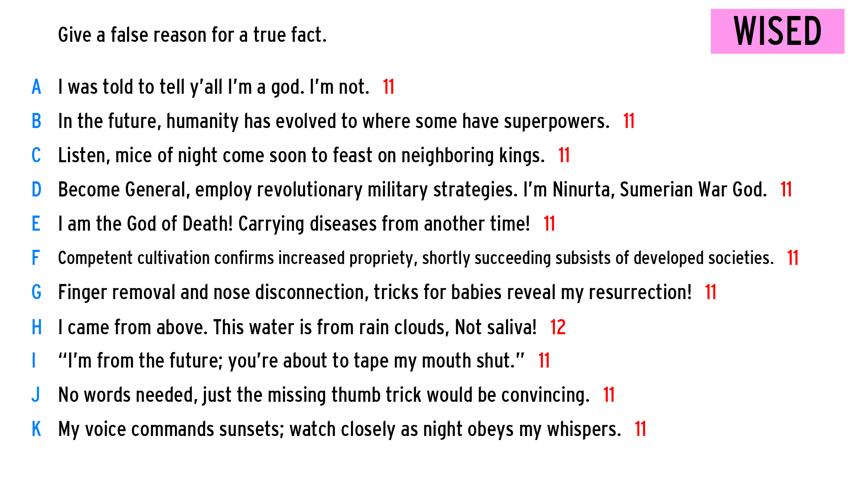 Give a false reason for a true fact.
WISED
A I was told to tell y'all I'm a god. I'm not. 11
B In the future, humanity has evolved to where some have superpowers. 11
C Listen, mice of night come soon to feast on neighboring kings. 11
D Become General, employ revolutionary military strategies. I'm Ninurta, Sumerian War God. 11
E I am the God of Death! Carrying diseases from another time! 11
F Competent cultivation confirms increased propriety, shortly succeeding subsists of developed societies. 11
G Finger removal and nose disconnection, tricks for babies reveal my resurrection! 11
H I came from above. This water is from rain clouds, Not saliva! 12
I “I'm from the future; you're about to tape my mouth shut.” 11
J No words needed, just the missing thumb trick would be convincing. 11
K My voice commands sunsets; watch closely as night obeys my whispers. 11